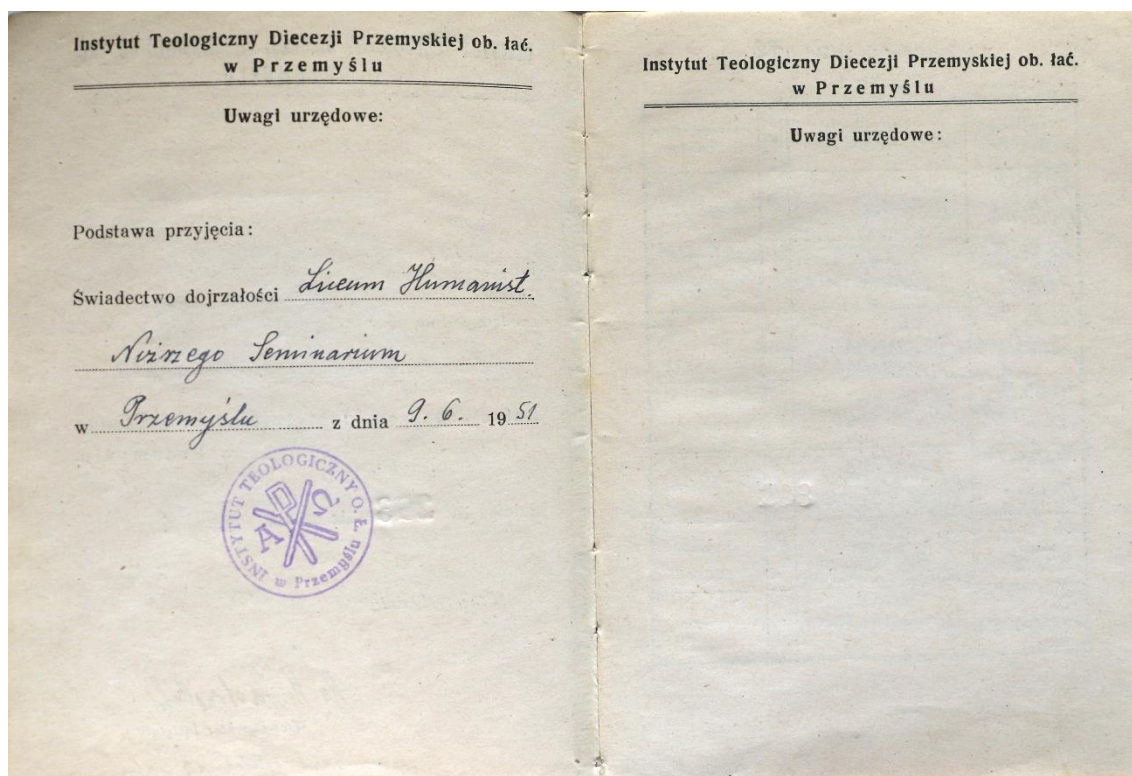 Instytut Teologiczny Diecezji Przemyskiej ob. łać.
w Przemyślu
Uwagi urzędowe:
Podstawa przyjęcia:
Świadectwo dojrzałości Liceum Humanist.
Niższego Seminarium
w Przemyślu z dnia 9. 6. 1951
INSTYTUT TEOLOGICZNY O. Ł.
w Przemyślu
A Ω
Instytut Teologiczny Diecezji Przemyskiej ob. łać.
w Przemyślu
Uwagi urzędowe: